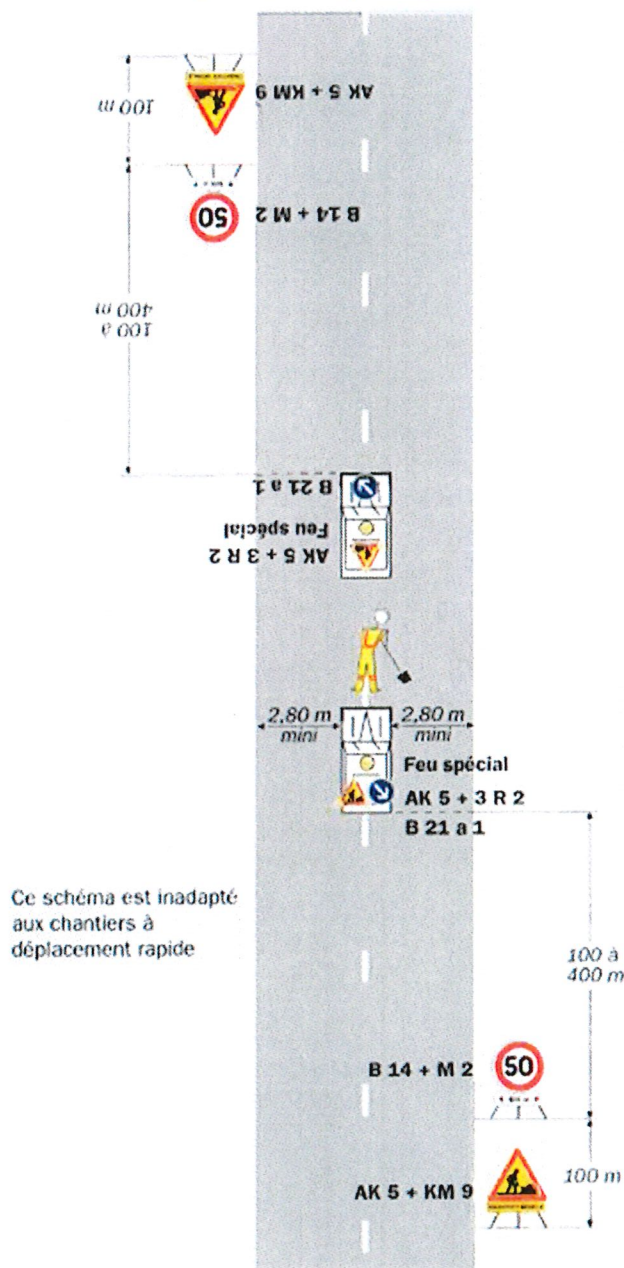 100 m
AK 5 + KM 9
50
B 14 + M 2
100 à
400 m
B 21 a 1
Feu spécial
AK 5 + 3 R 2
2,80 m
mini
2,80 m
mini
Feu spécial
AK 5 + 3 R 2
B 21 a 1
Ce schéma est inadapté
aux chantiers à
déplacement rapide
100 à
400 m
B 14 + M 2
50
AK 5 + KM 9
100 m